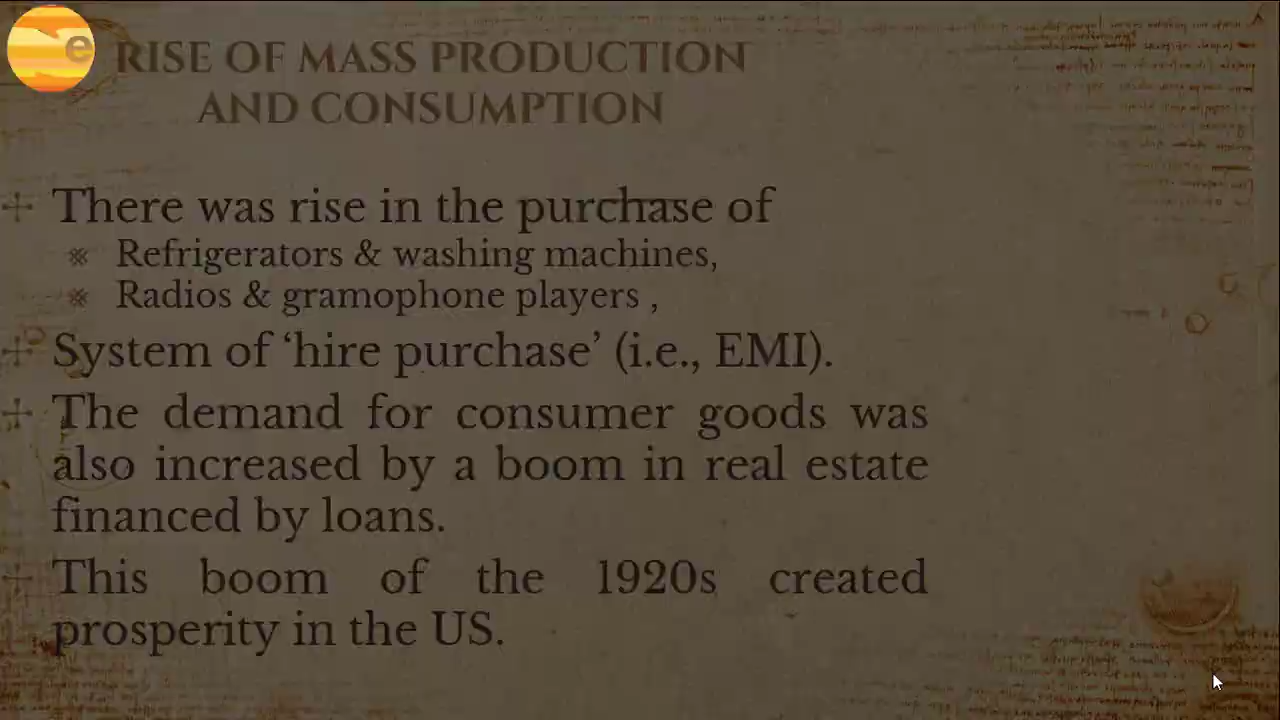 e
RISE OF MASS PRODUCTION
AND CONSUMPTION
There was rise in the purchase of
Refrigerators & washing machines,
Radios & gramophone players ,
System of ‘hire purchase’ (i.e., EMI).
The demand for consumer goods was
also increased by a boom in real estate
financed by loans.
This boom of the 1920s created
prosperity in the US.